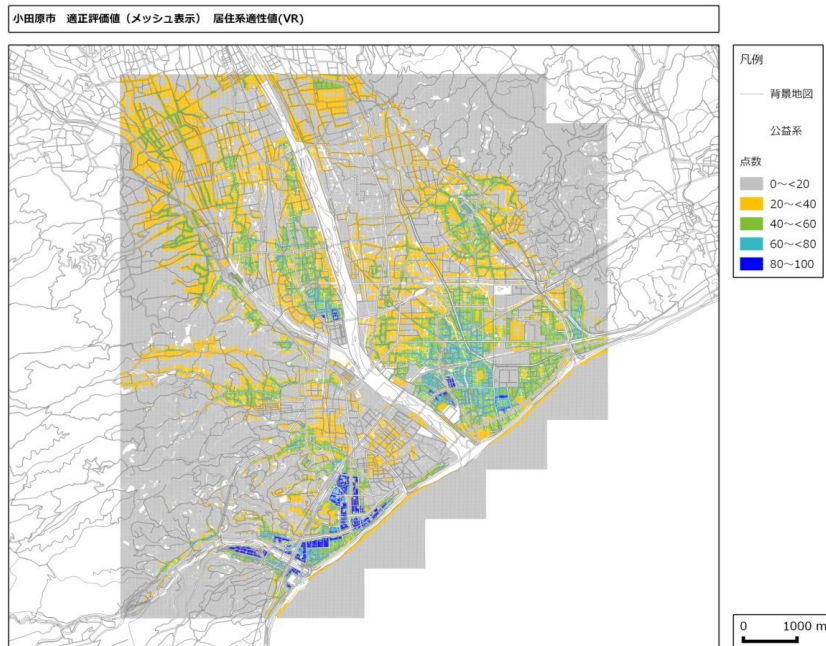 小田原市　適正評価値（メッシュ表示）　居住系適性値(VR)
凡例
背景地図
公益系
点数
0～<20
20～<40
40～<60
60～<80
80～100
0 1000 m